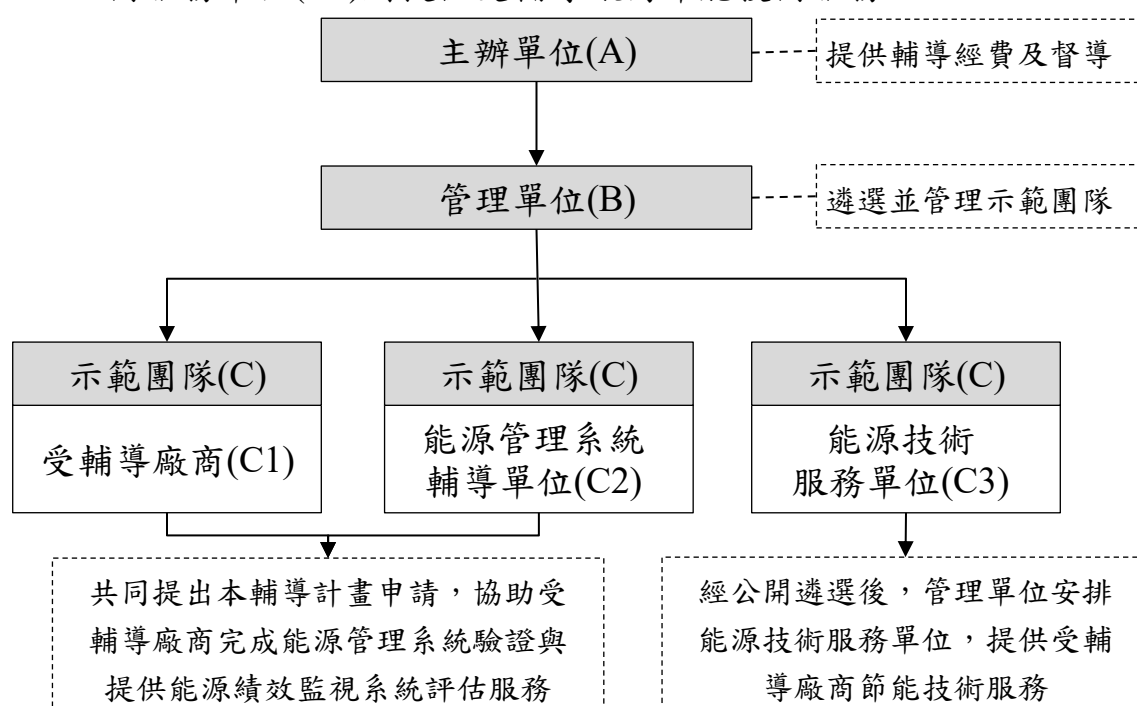 主辦單位(A)
提供輔導經費及督導
管理單位(B)
遴選並管理示範團隊
示範團隊(C)
受輔導廠商(C1)
示範團隊(C)
能源管理系統
輔導單位(C2)
示範團隊(C)
能源技術
服務單位(C3)
共同提出本輔導計畫申請，協助受
輔導廠商完成能源管理系統驗證與
提供能源績效監視系統評估服務
經公開遴選後，管理單位安排
能源技術服務單位，提供受輔
導廠商節能技術服務